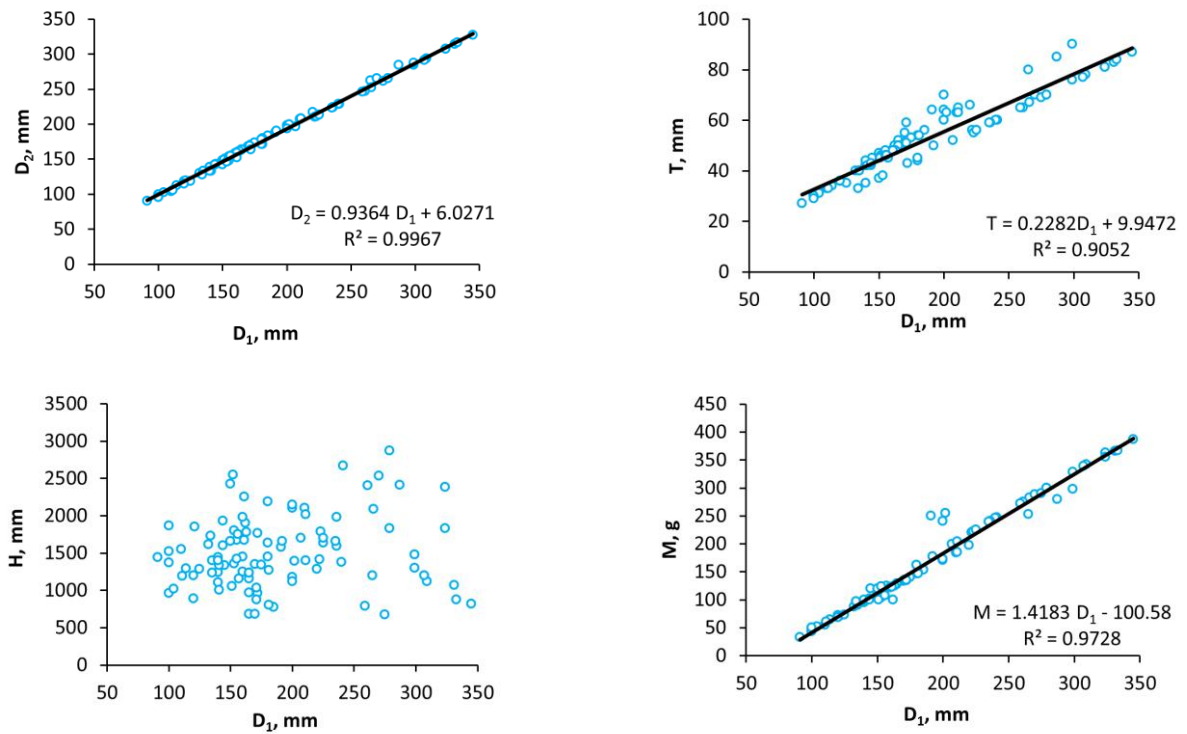 350
300
250
200
150
100
50
0
D₂, mm
50 100 150 200 250 300 350
D₁, mm
D₂ = 0.9364 D₁ + 6.0271
R² = 0.9967
100
80
60
40
20
0
T, mm
50 100 150 200 250 300 350
D₁, mm
T = 0.2282D₁ + 9.9472
R² = 0.9052
3500
3000
2500
2000
1500
1000
500
0
H, mm
50 100 150 200 250 300 350
D₁, mm
450
400
350
300
250
200
150
100
50
0
M, g
50 100 150 200 250 300 350
D₁, mm
M = 1.4183 D₁ - 100.58
R² = 0.9728